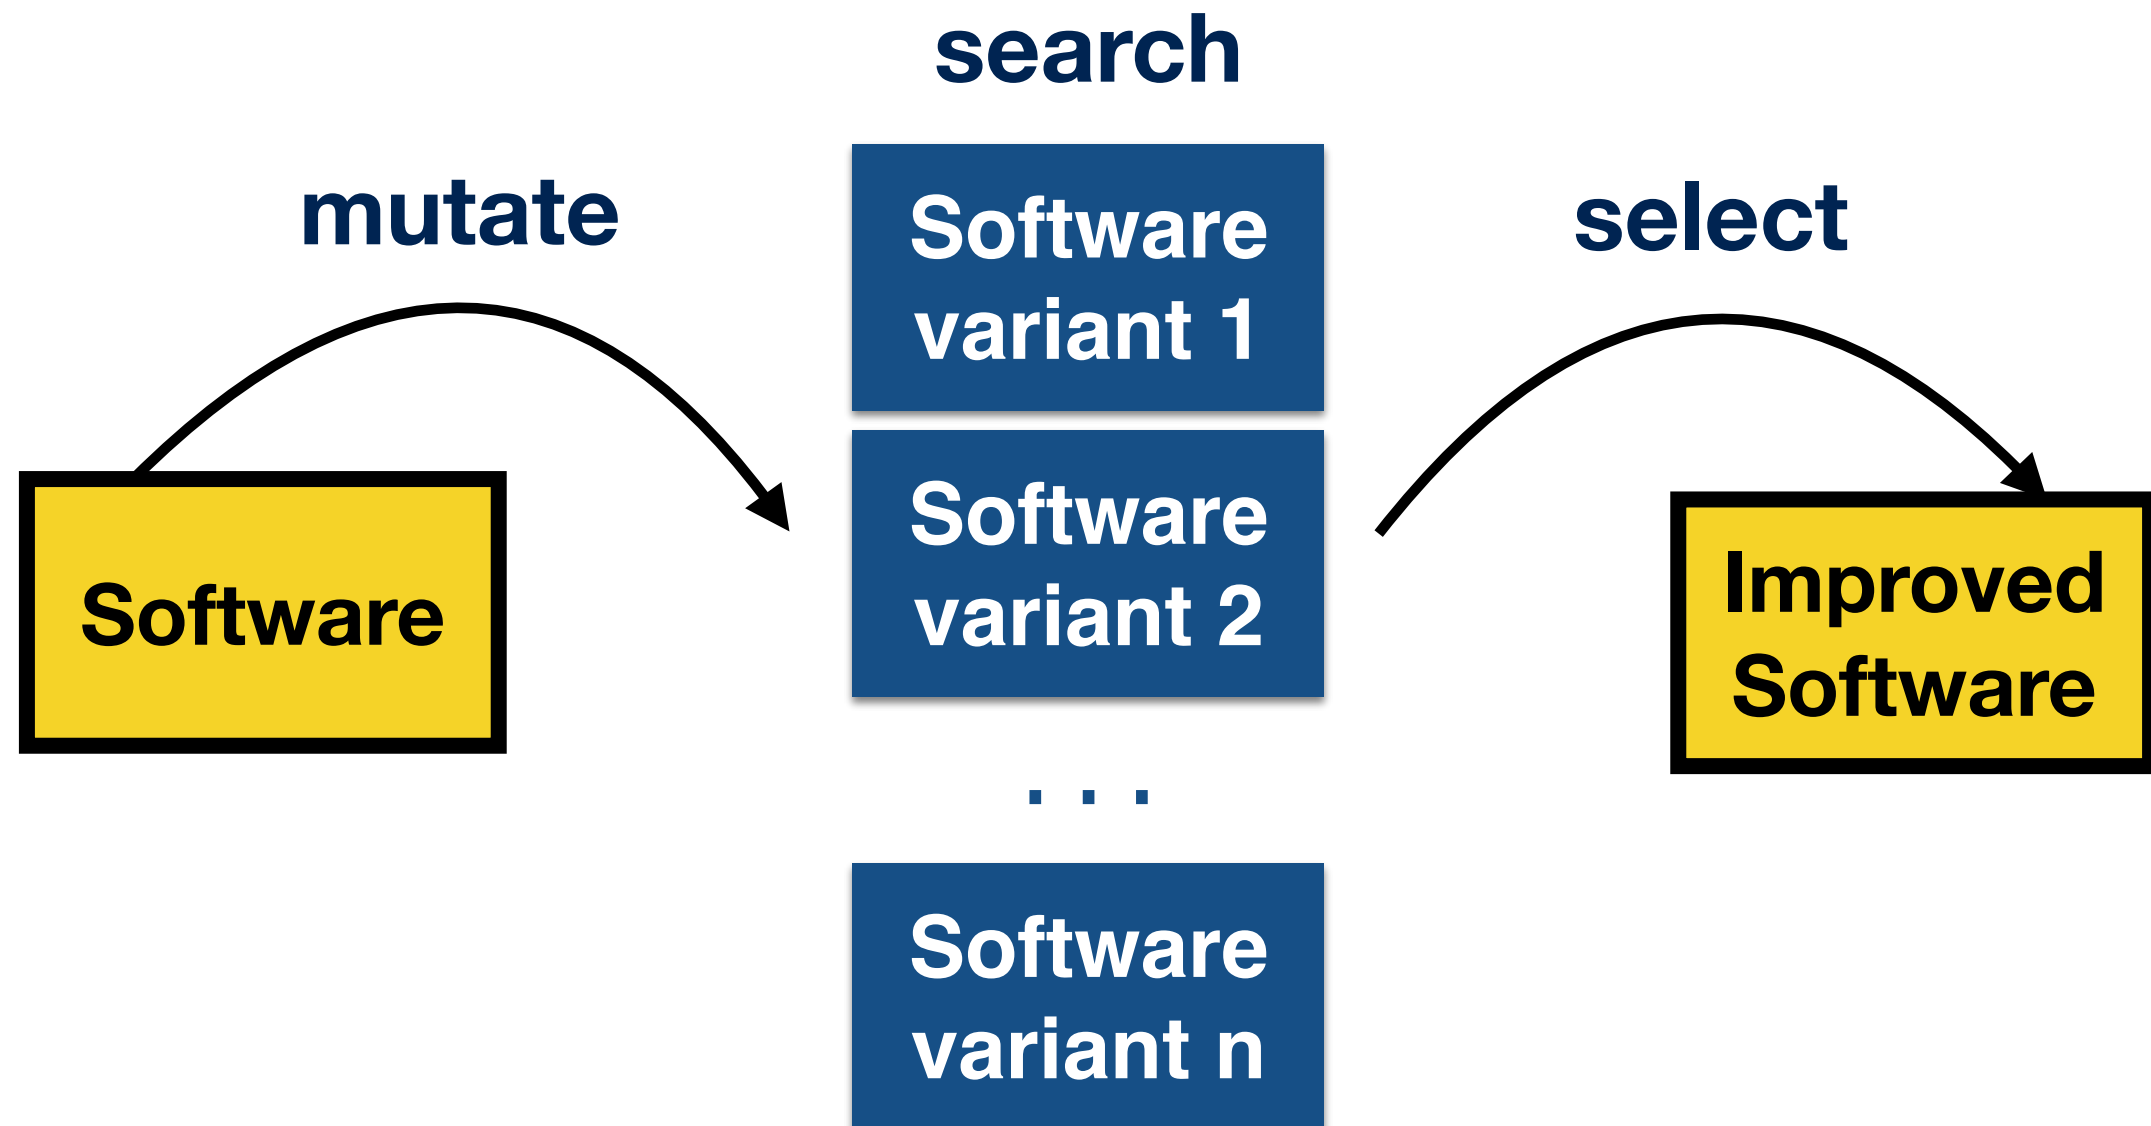 search
mutate
select
Software
Software
variant 1
Software
variant 2
. . .
Software
variant n
Improved
Software